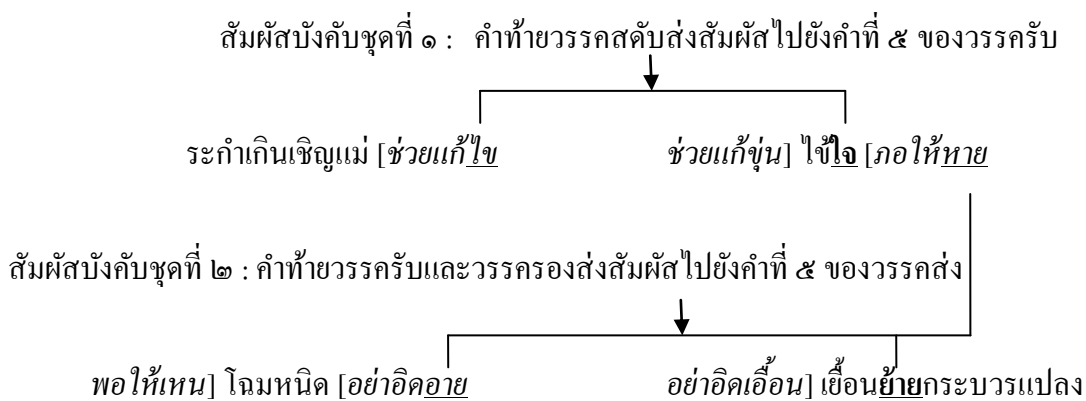 สัมผัสบังคับชุดที่ ๑ : คำท้ายวรรคสดับส่งสัมผัสไปยังคำที่ ๕ ของวรรครับ
ระกำเกินเชิญแม่ [ช่วยแก้ไข ช่วยแก้ขุ่น] ไข้ใจ [ภอให้หาย
สัมผัสบังคับชุดที่ ๒ : คำท้ายวรรครับและวรรครองส่งสัมผัสไปยังคำที่ ๕ ของวรรคส่ง
พอให้เหน] โฉมหนิด [อย่าอิดอาย อย่าอิดเอื้อน] เยื้อนย้ายกระบวรแปลง